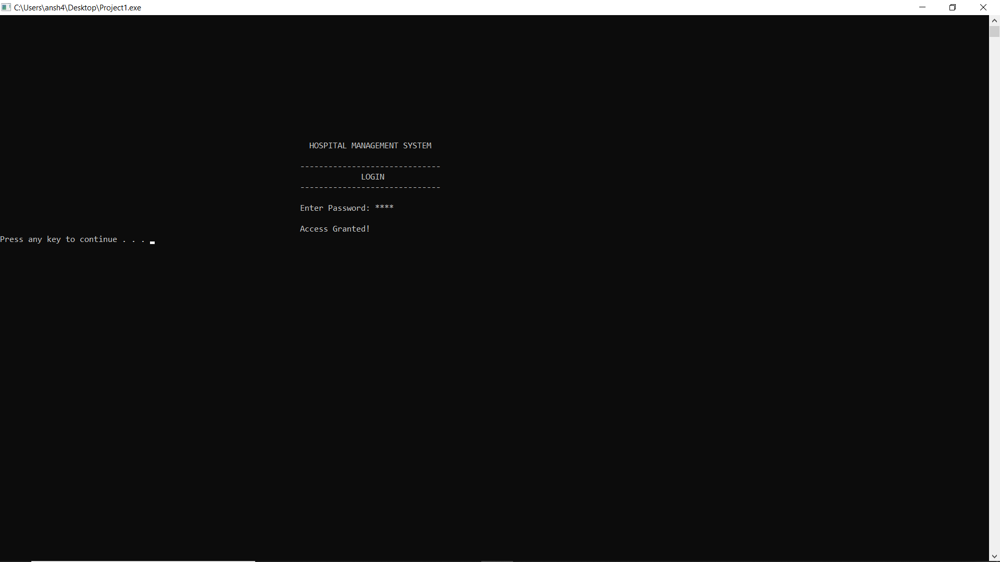 C:\Users\ansh4\Desktop\Project1.exe
HOSPITAL MANAGEMENT SYSTEM
------------------------------
LOGIN
------------------------------
Enter Password: ****
Access Granted!
Press any key to continue . . .